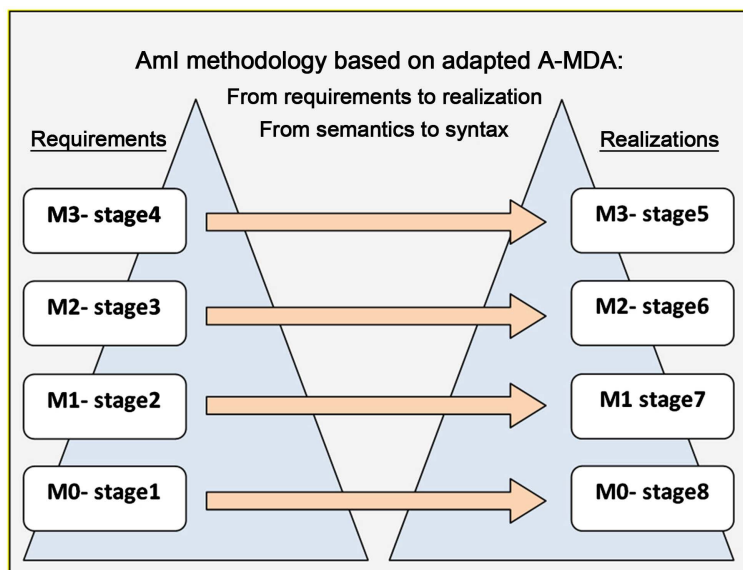 AmI methodology based on adapted A-MDA:
From requirements to realization
From semantics to syntax
Requirements
Realizations
M3- stage4
M3- stage5
M2- stage3
M2- stage6
M1- stage2
M1 stage7
M0- stage1
M0- stage8